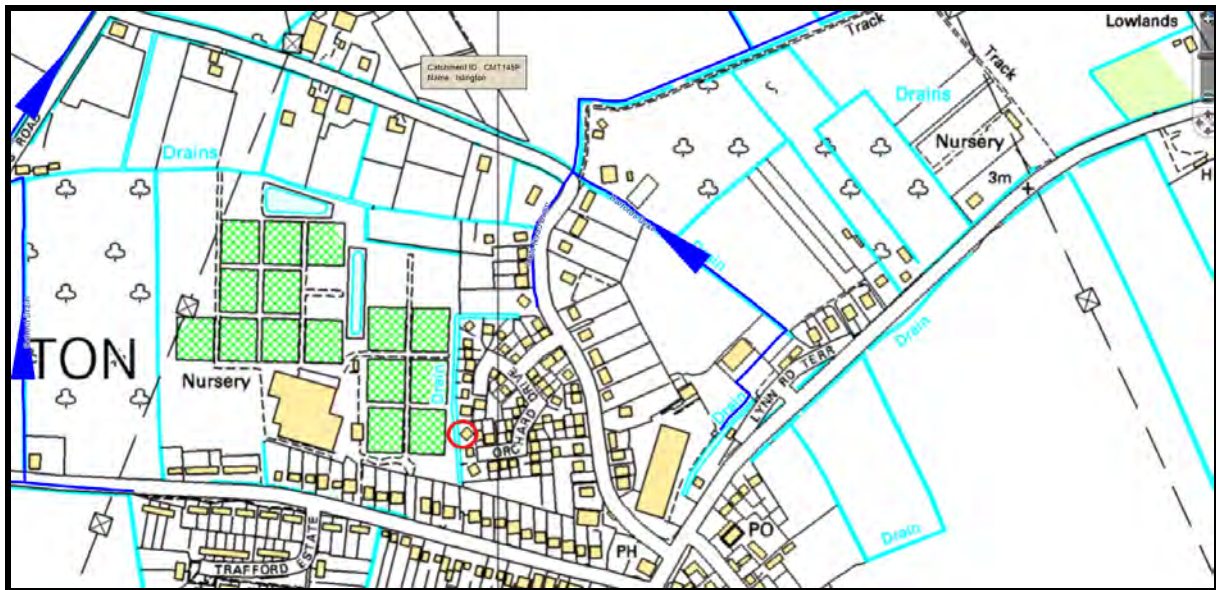 Lowlands
Track
Track
Catchment ID : CMT145P
Name : Islington
Drains
Nursery
3m
H
ROAD
Drains
Drain
TON
Nursery
Drain
ORCHARD
DRIVE
Drain
LYNN
RD
TERR
Drain
Drain
PO
PH
TRAFFORD
ESTATE